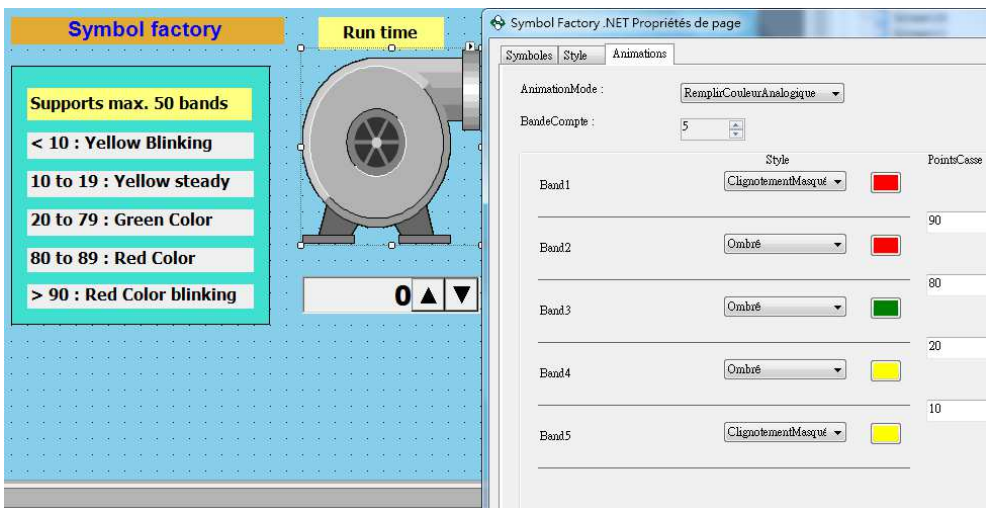 Symbol factory
Run time
Supports max. 50 bands
< 10 : Yellow Blinking
10 to 19 : Yellow steady
20 to 79 : Green Color
80 to 89 : Red Color
> 90 : Red Color blinking
0
Symbol Factory .NET Propriétés de page
Symboles Style Animations
AnimationMode : RemplirCouleurAnalogique
BandeCompte : 5
Style PointsCasse
Band1 ClignotementMasqué
90
Band2 Ombré
80
Band3 Ombré
20
Band4 Ombré
10
Band5 ClignotementMasqué